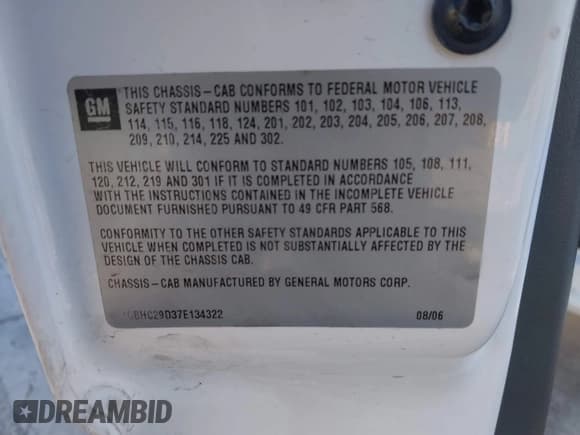 GM
THIS CHASSIS-CAB CONFORMS TO FEDERAL MOTOR VEHICLE
SAFETY STANDARD NUMBERS 101, 102, 103, 104, 106, 113,
114, 115, 116, 118, 124, 201, 202, 203, 204, 205, 206, 207, 208,
209, 210, 214, 225 AND 302.
THIS VEHICLE WILL CONFORM TO STANDARD NUMBERS 105, 108, 111,
120, 212, 219 AND 301 IF IT IS COMPLETED IN ACCORDANCE
WITH THE INSTRUCTIONS CONTAINED IN THE INCOMPLETE VEHICLE
DOCUMENT FURNISHED PURSUANT TO 49 CFR PART 568.
CONFORMITY TO THE OTHER SAFETY STANDARDS APPLICABLE TO THIS
VEHICLE WHEN COMPLETED IS NOT SUBSTANTIALLY AFFECTED BY THE
DESIGN OF THE CHASSIS CAB.
CHASSIS-CAB MANUFACTURED BY GENERAL MOTORS CORP.
08/06
DREAMBID